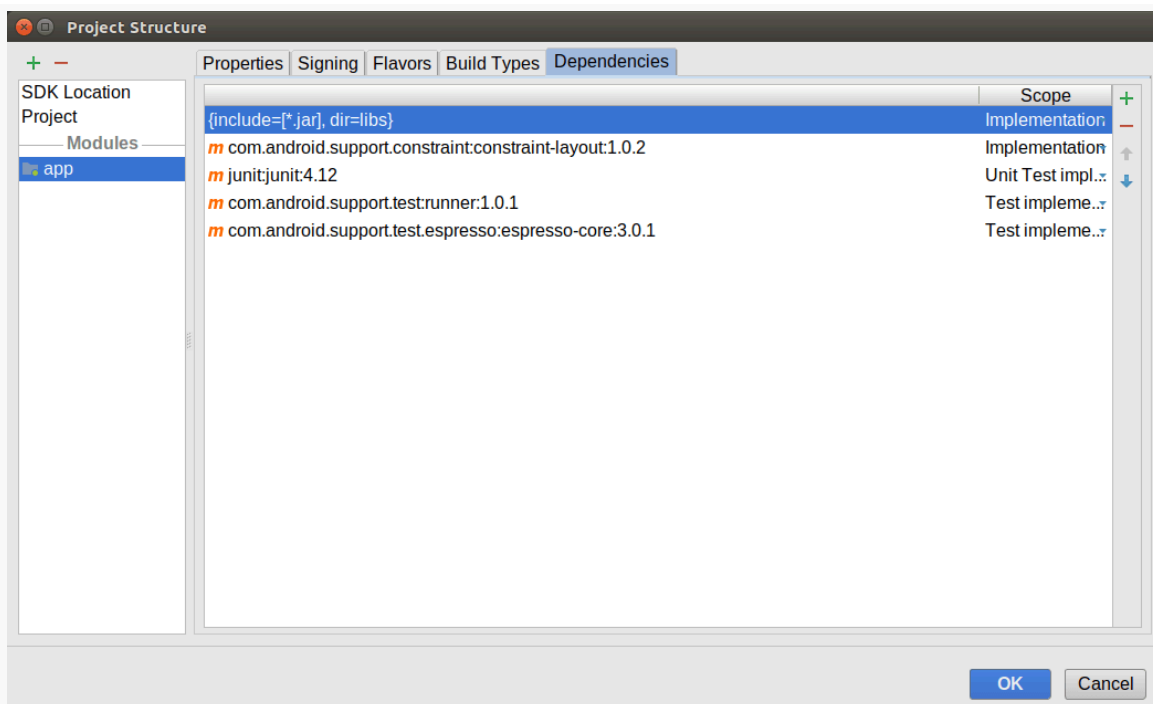 Project Structure
Properties Signing Flavors Build Types Dependencies
SDK Location
Project
Modules
app
Scope
{include=[*.jar], dir=libs} Implementation
m com.android.support.constraint:constraint-layout:1.0.2 Implementation
m junit:junit:4.12 Unit Test impl...
m com.android.support.test:runner:1.0.1 Test impleme...
m com.android.support.test.espresso:espresso-core:3.0.1 Test impleme...
OK Cancel